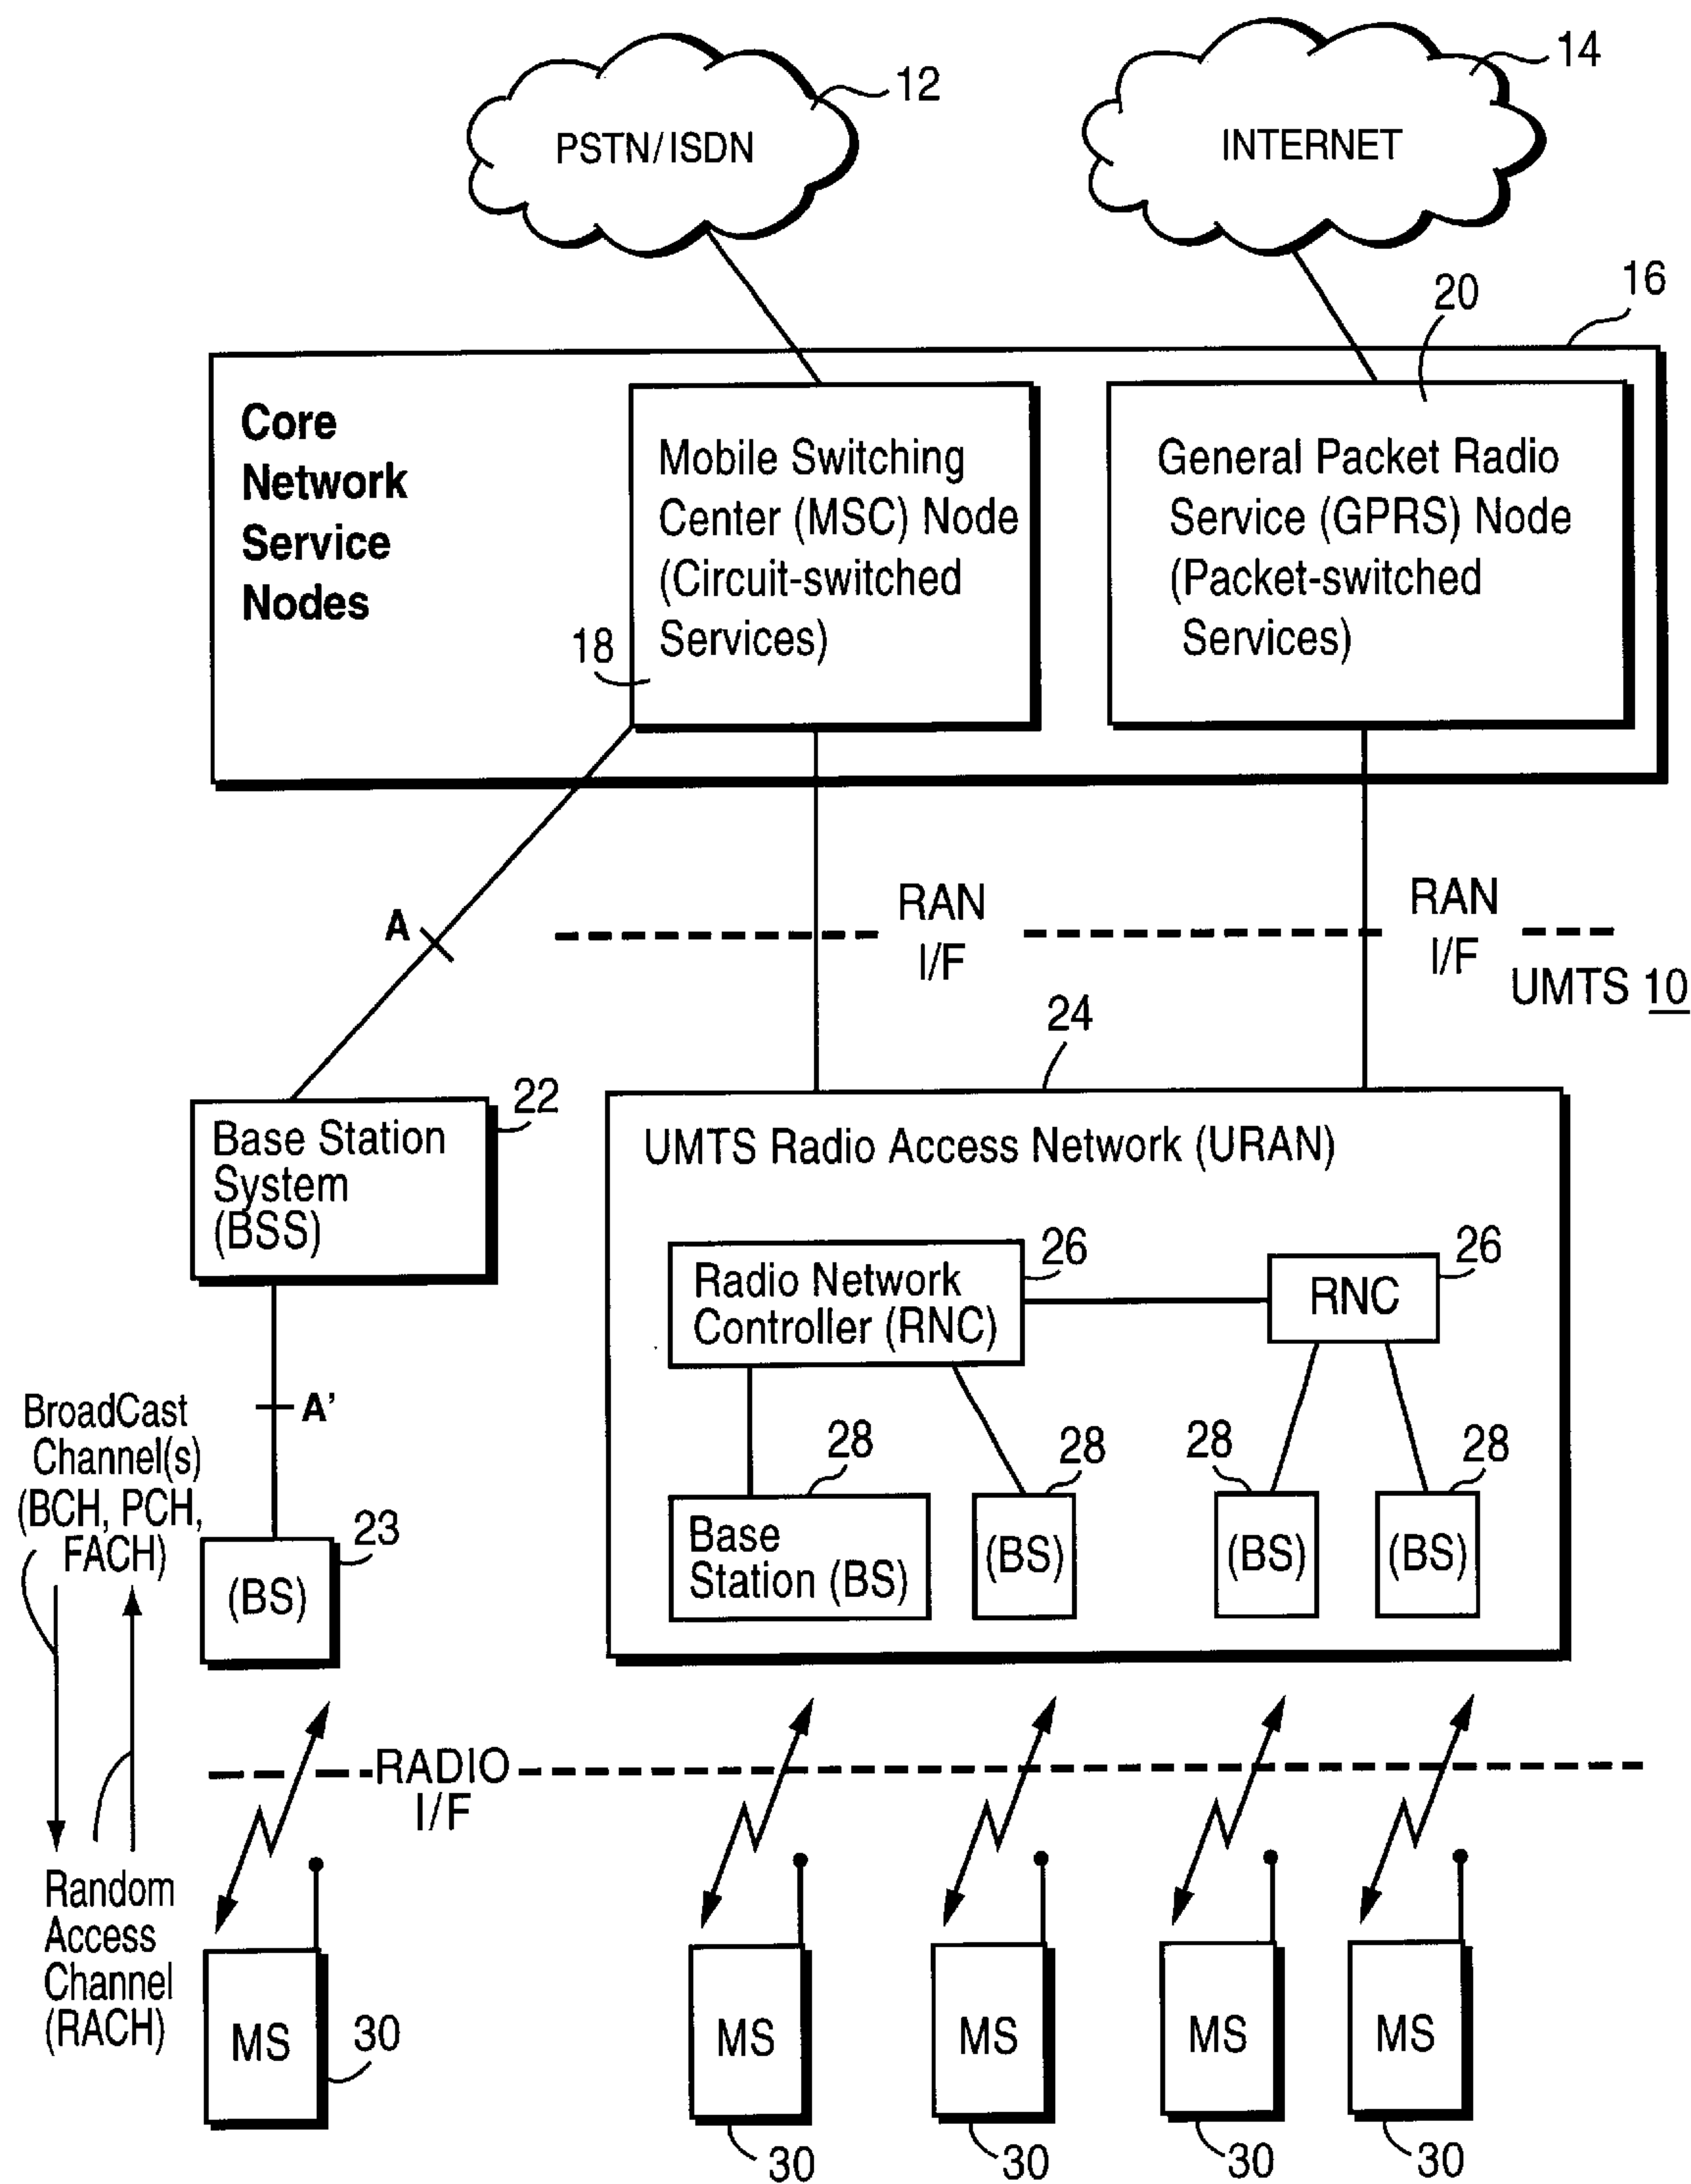 12
14
PSTN/ISDN
INTERNET
20
16
Core
Network
Service
Nodes
Mobile Switching
Center (MSC) Node
(Circuit-switched
Services)
18
General Packet Radio
Service (GPRS) Node
(Packet-switched
Services)
A
RAN
I/F
RAN
I/F
UMTS 10
24
22
Base Station
System
(BSS)
UMTS Radio Access Network (URAN)
26
Radio Network
Controller (RNC)
26
RNC
A'
BroadCast
Channel(s)
(BCH, PCH,
FACH)
23
(BS)
28
Base
Station (BS)
28
(BS)
28
(BS)
28
(BS)
RADIO
I/F
Random
Access
Channel
(RACH)
MS
30
MS
30
MS
30
MS
30
MS
30